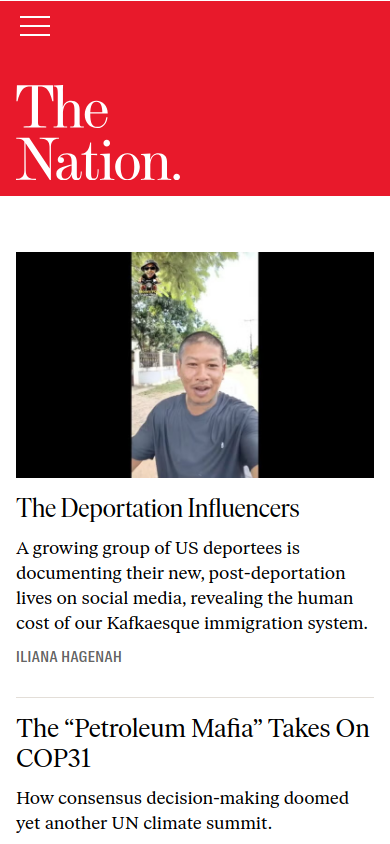 The
Nation.
The Deportation Influencers
A growing group of US deportees is
documenting their new, post-deportation
lives on social media, revealing the human
cost of our Kafkaesque immigration system.
ILIANA HAGENAH
The “Petroleum Mafia” Takes On
COP31
How consensus decision-making doomed
yet another UN climate summit.